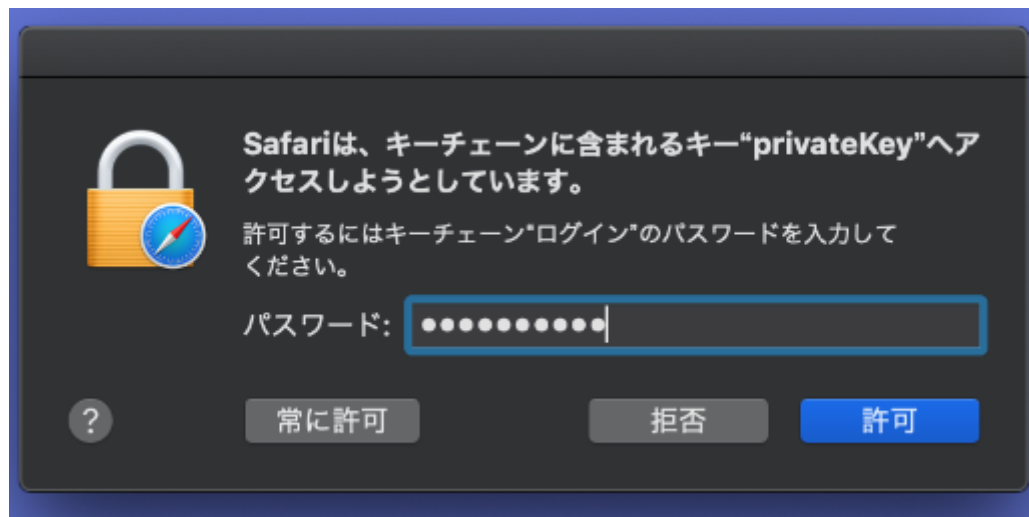 Safariは、キーチェーンに含まれるキー“privateKey”へア
クセスしようとしています。
許可するにはキーチェーン"ログイン"のパスワードを入力して
ください。
パスワード: ●●●●●●●●●●
?
常に許可
拒否
許可